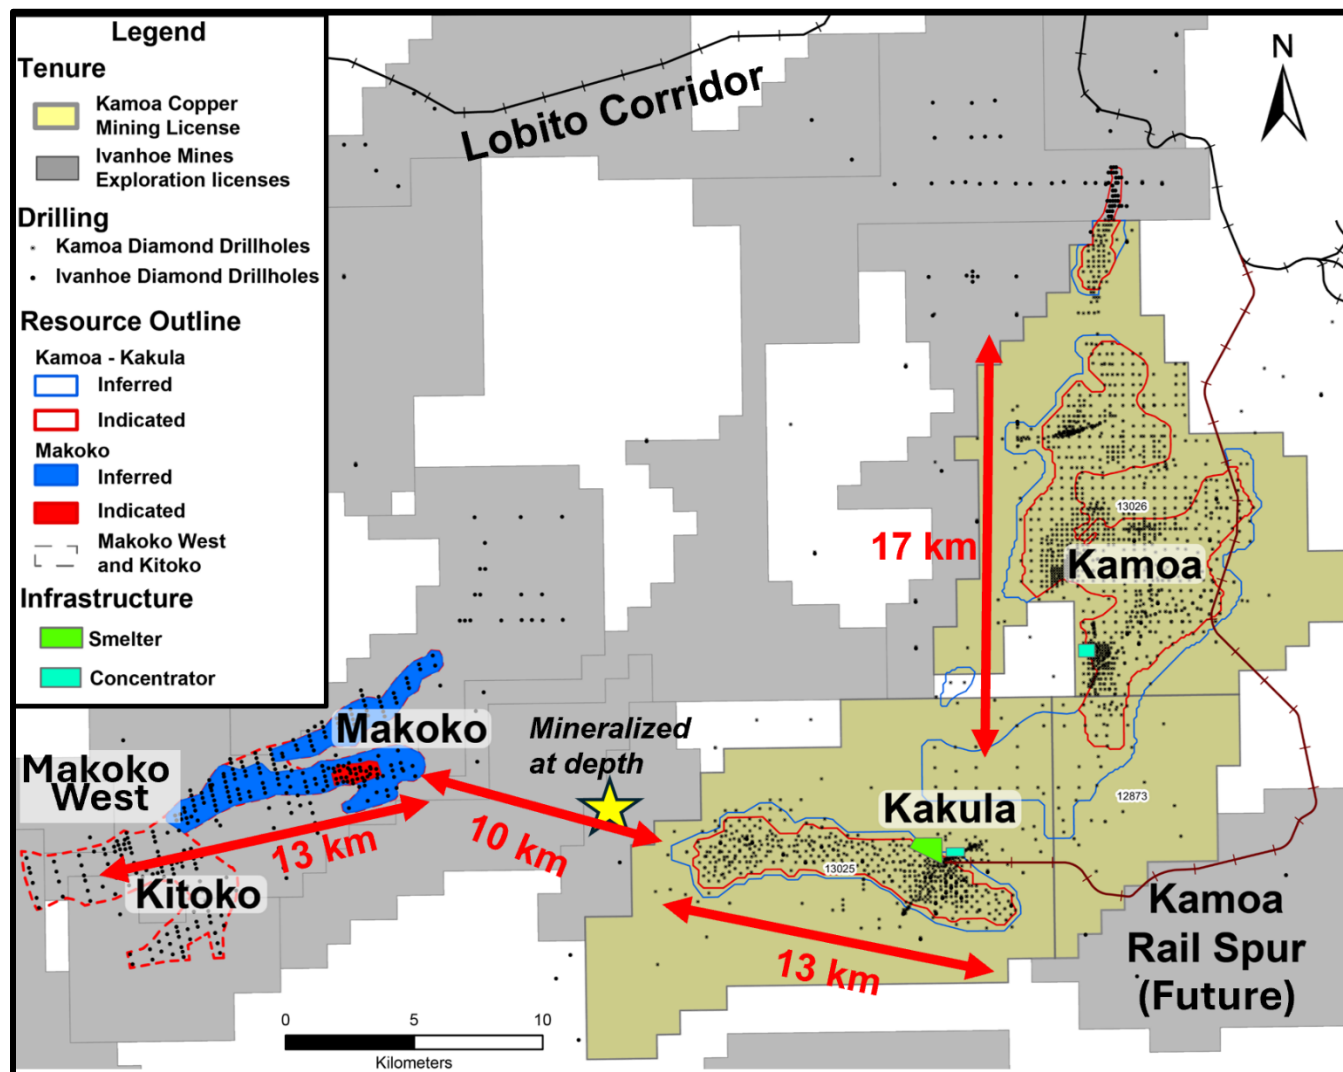 Legend
Tenure
Kamoa Copper
Mining License
Ivanhoe Mines
Exploration licenses
Drilling
Kamoa Diamond Drillholes
Ivanhoe Diamond Drillholes
Resource Outline
Kamoa - Kakula
Inferred
Indicated
Makoko
Inferred
Indicated
Makoko West
and Kitoko
Infrastructure
Smelter
Concentrator
Lobito Corridor
N
17 km
13026
Kamoa
Makoko
Mineralized
at depth
Makoko
West
13 km
10 km
Kitoko
Kakula
12873
13025
13 km
Kamoa
Rail Spur
(Future)
0
5
10
Kilometers